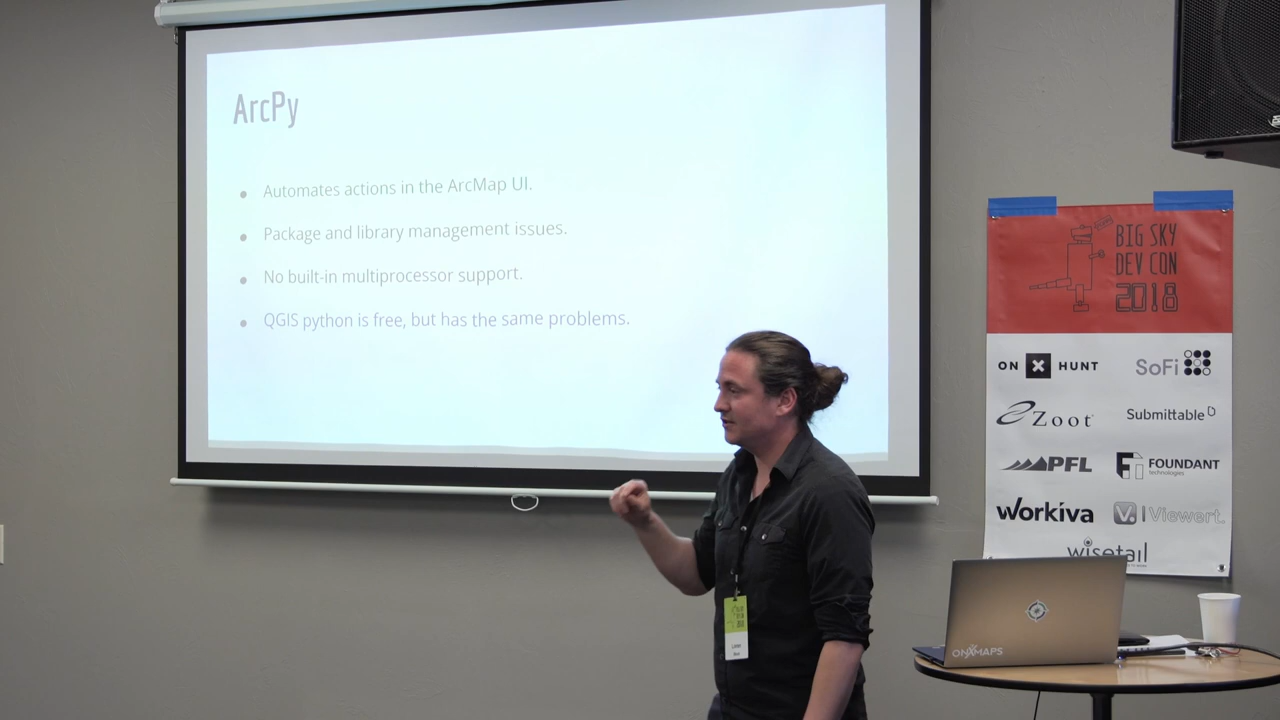 ArcPy
Automates actions in the ArcMap UI.
Package and library management issues.
No built-in multiprocessor support.
QGIS python is free, but has the same problems.
BIG SKY
DEV CON
2018
ON X HUNT
SoFi
Zoot
Submittable
PFL
FOUNDANT
technologies
Workiva
V. Viewert.
wisetail
ONXMAPS